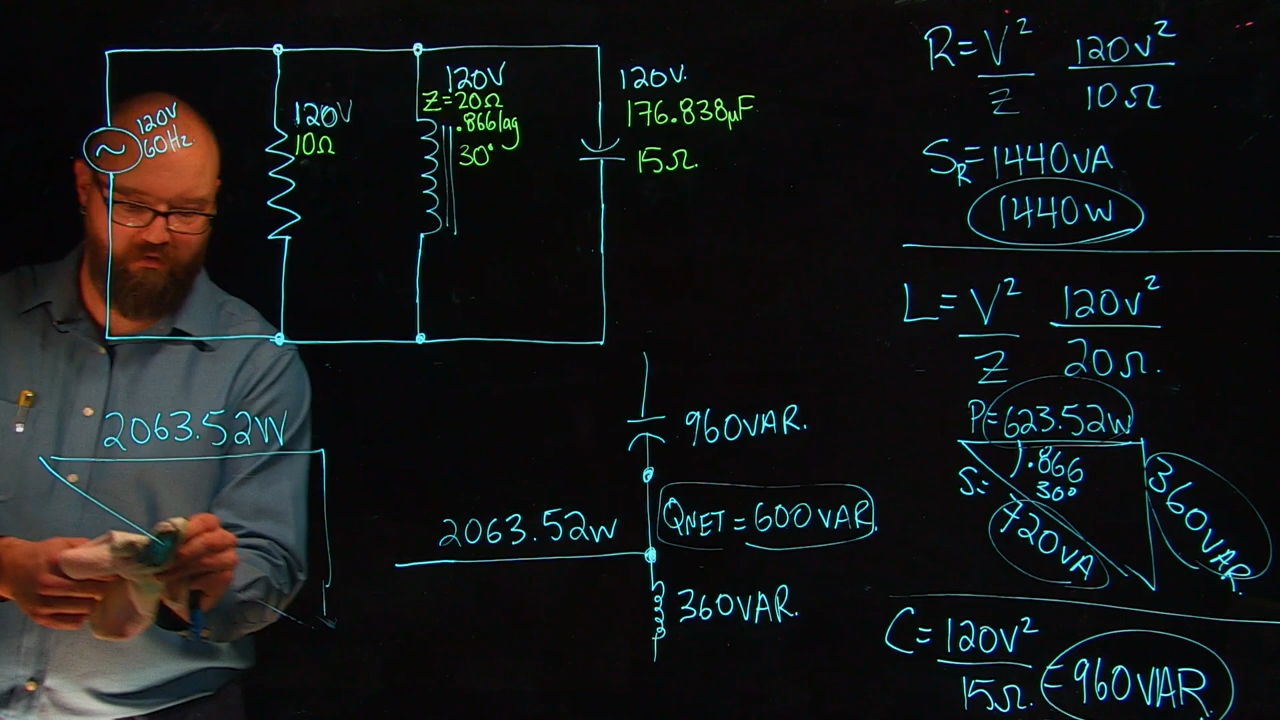 120V
60Hz.
120V
10Ω
120V
Z=20Ω
.866lag
30°
120V.
176.838µF
15Ω.
2063.52W
960VAR.
QNET = 600VAR.
2063.52W
360VAR.
R = V² 120V²
Z 10Ω
SR = 1440VA
1440W
L = V² 120V²
Z 20Ω.
P= 623.52W
.866
30°
S=
720VA
360VAR
C = 120V² = 960VAR.
15Ω.